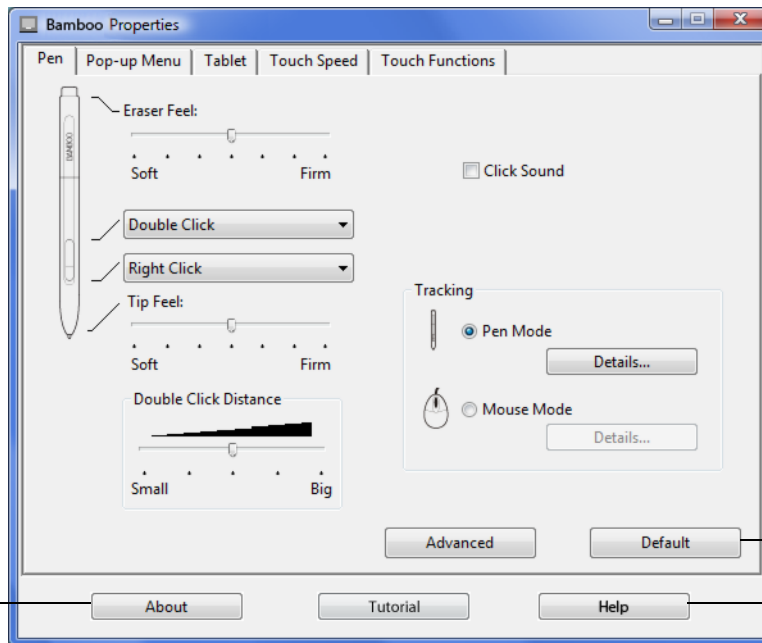 Bamboo Properties
Pen Pop-up Menu Tablet Touch Speed Touch Functions
BAMBOO
Eraser Feel:
Soft Firm
Click Sound
Double Click
Right Click
Tip Feel:
Soft Firm
Tracking
Pen Mode
Details...
Mouse Mode
Details...
Double Click Distance
Small Big
Advanced Default
About Tutorial Help